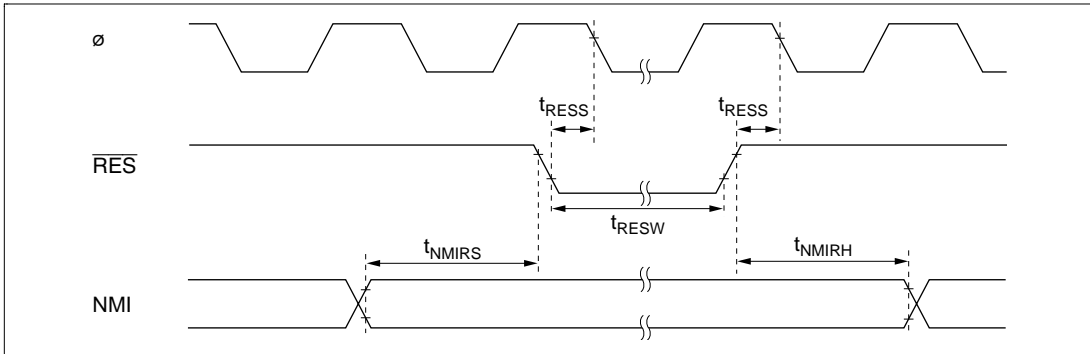 ø
tRESS tRESS
RES
tRESW
tNMIRS tNMIRH
NMI